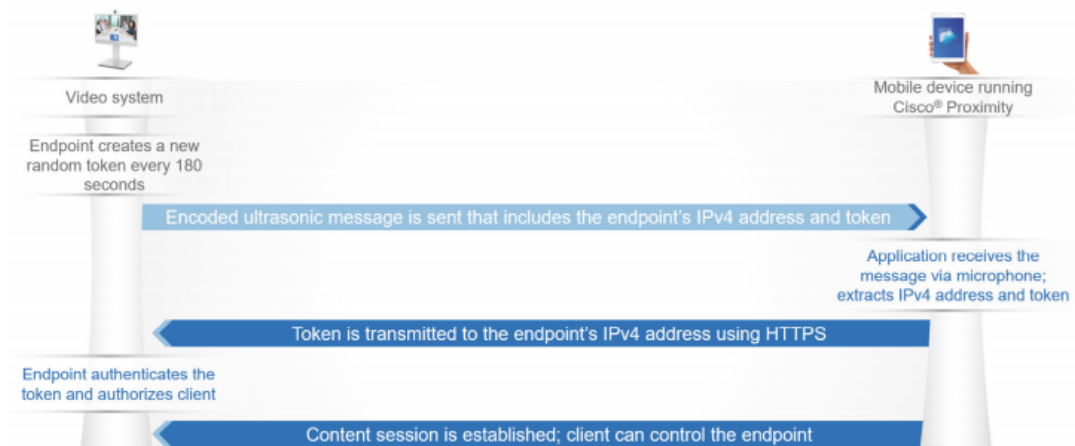 Video system
Mobile device running
Cisco® Proximity
Endpoint creates a new
random token every 180
seconds
Encoded ultrasonic message is sent that includes the endpoint's IPv4 address and token
Application receives the
message via microphone;
extracts IPv4 address and token
Token is transmitted to the endpoint's IPv4 address using HTTPS
Endpoint authenticates the
token and authorizes client
Content session is established; client can control the endpoint